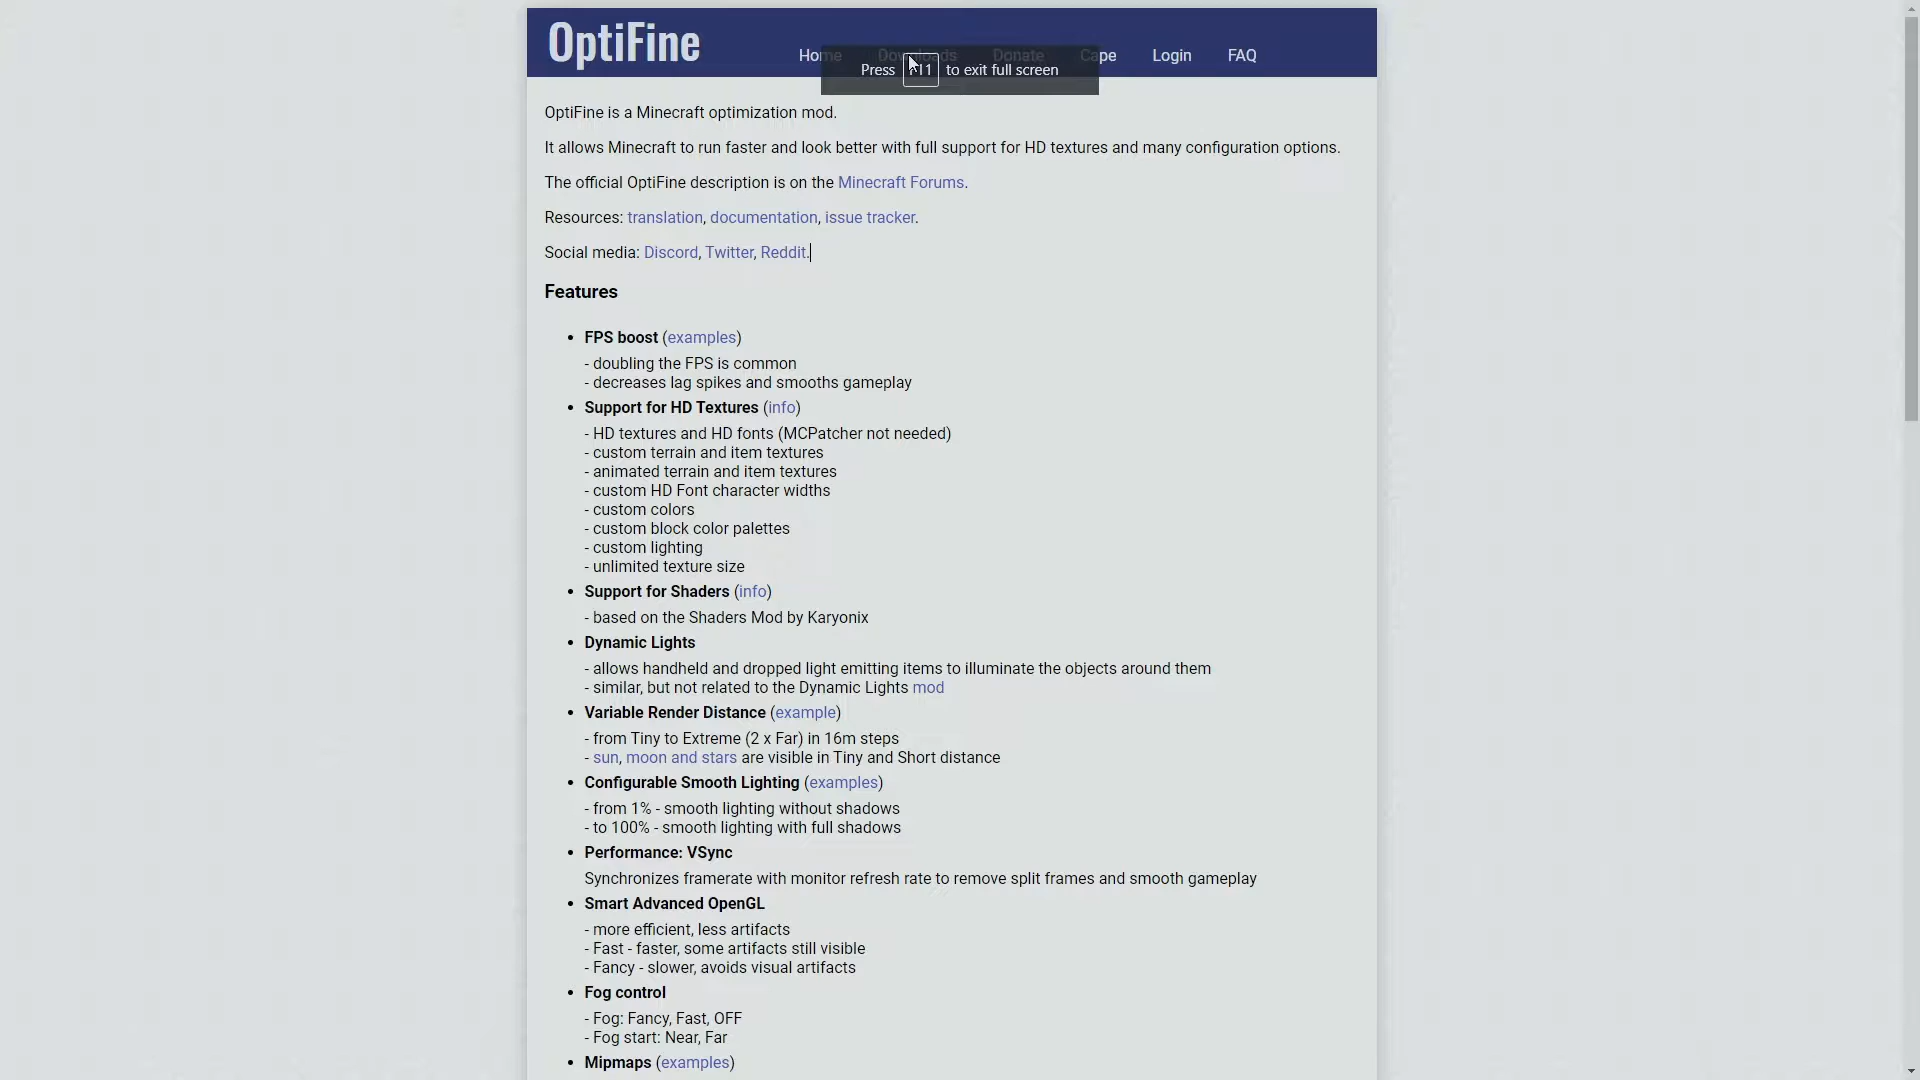 OptiFine
Home Downloads Donate Cape Login FAQ
Press F11 to exit full screen
OptiFine is a Minecraft optimization mod.
It allows Minecraft to run faster and look better with full support for HD textures and many configuration options.
The official OptiFine description is on the Minecraft Forums.
Resources: translation, documentation, issue tracker.
Social media: Discord, Twitter, Reddit.
Features
• FPS boost (examples)
- doubling the FPS is common
- decreases lag spikes and smooths gameplay
• Support for HD Textures (info)
- HD textures and HD fonts (MCPatcher not needed)
- custom terrain and item textures
- animated terrain and item textures
- custom HD Font character widths
- custom colors
- custom block color palettes
- custom lighting
- unlimited texture size
• Support for Shaders (info)
- based on the Shaders Mod by Karyonix
• Dynamic Lights
- allows handheld and dropped light emitting items to illuminate the objects around them
- similar, but not related to the Dynamic Lights mod
• Variable Render Distance (example)
- from Tiny to Extreme (2 x Far) in 16m steps
- sun, moon and stars are visible in Tiny and Short distance
• Configurable Smooth Lighting (examples)
- from 1% - smooth lighting without shadows
- to 100% - smooth lighting with full shadows
• Performance: VSync
Synchronizes framerate with monitor refresh rate to remove split frames and smooth gameplay
• Smart Advanced OpenGL
- more efficient, less artifacts
- Fast - faster, some artifacts still visible
- Fancy - slower, avoids visual artifacts
• Fog control
- Fog: Fancy, Fast, OFF
- Fog start: Near, Far
• Mipmaps (examples)